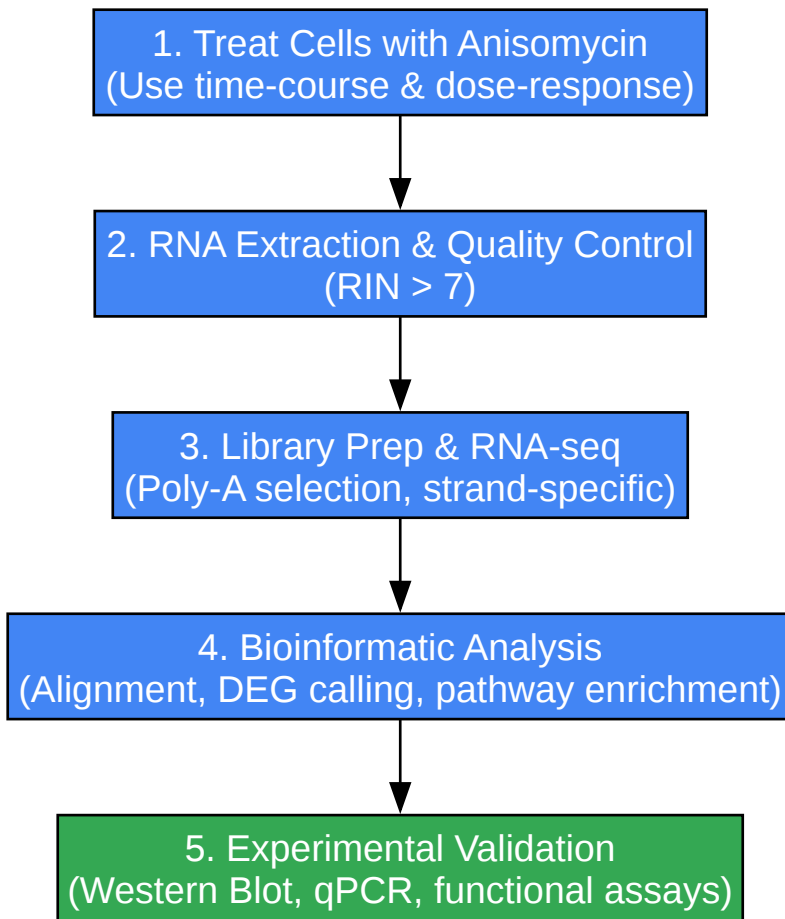 1. Treat Cells with Anisomycin
(Use time-course & dose-response)
2. RNA Extraction & Quality Control
(RIN > 7)
3. Library Prep & RNA-seq
(Poly-A selection, strand-specific)
4. Bioinformatic Analysis
(Alignment, DEG calling, pathway enrichment)
5. Experimental Validation
(Western Blot, qPCR, functional assays)